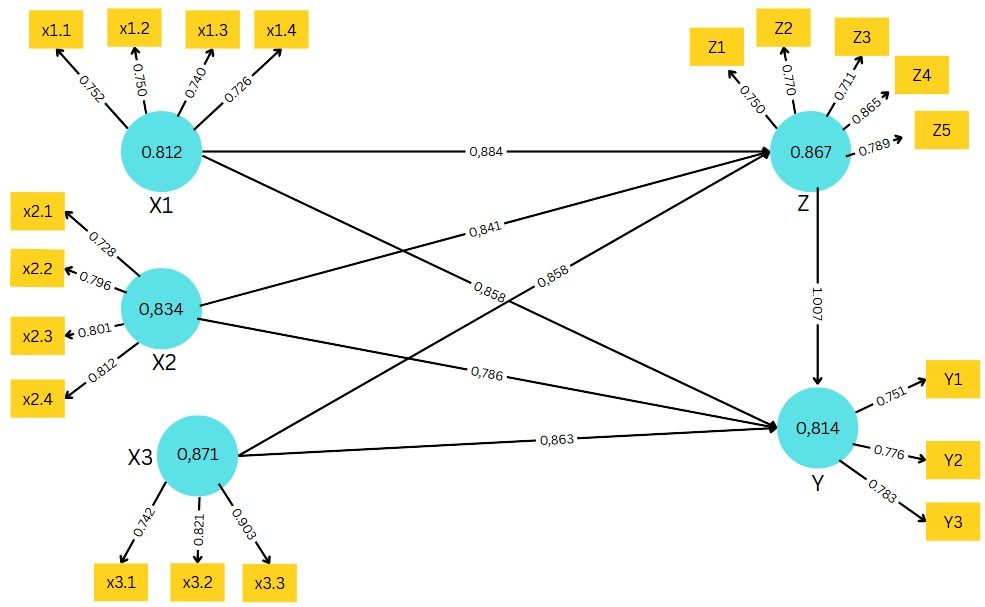 x1.1
x1.2
x1.3
x1.4
0.752
0.750
0.740
0.726
0.812
X1
Z1
Z2
Z3
Z4
Z5
0.750
0.770
0.711
0.865
0.789
0.867
Z
0,884
x2.1
x2.2
x2.3
x2.4
0.728
0.796
0.801
0.812
0,834
X2
0,841
0,858
0,858
1.007
0,786
X3
0,871
0,863
0,814
Y
0.751
0.776
0.783
Y1
Y2
Y3
0.742
0.821
0.903
x3.1
x3.2
x3.3